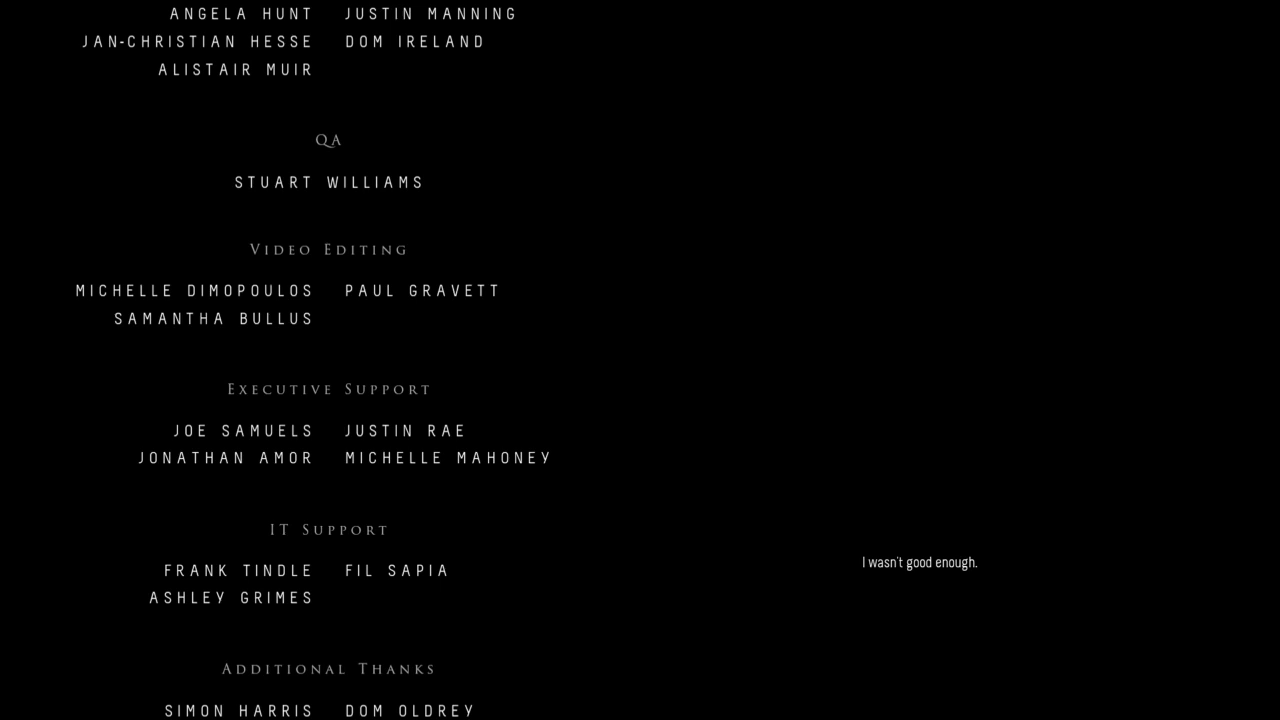 ANGELA HUNT JUSTIN MANNING
JAN-CHRISTIAN HESSE DOM IRELAND
ALISTAIR MUIR
QA
STUART WILLIAMS
VIDEO EDITING
MICHELLE DIMOPOULOS PAUL GRAVETT
SAMANTHA BULLUS
EXECUTIVE SUPPORT
JOE SAMUELS JUSTIN RAE
JONATHAN AMOR MICHELLE MAHONEY
IT SUPPORT
FRANK TINDLE FIL SAPIA
ASHLEY GRIMES
I wasn't good enough.
ADDITIONAL THANKS
SIMON HARRIS DOM OLDREY